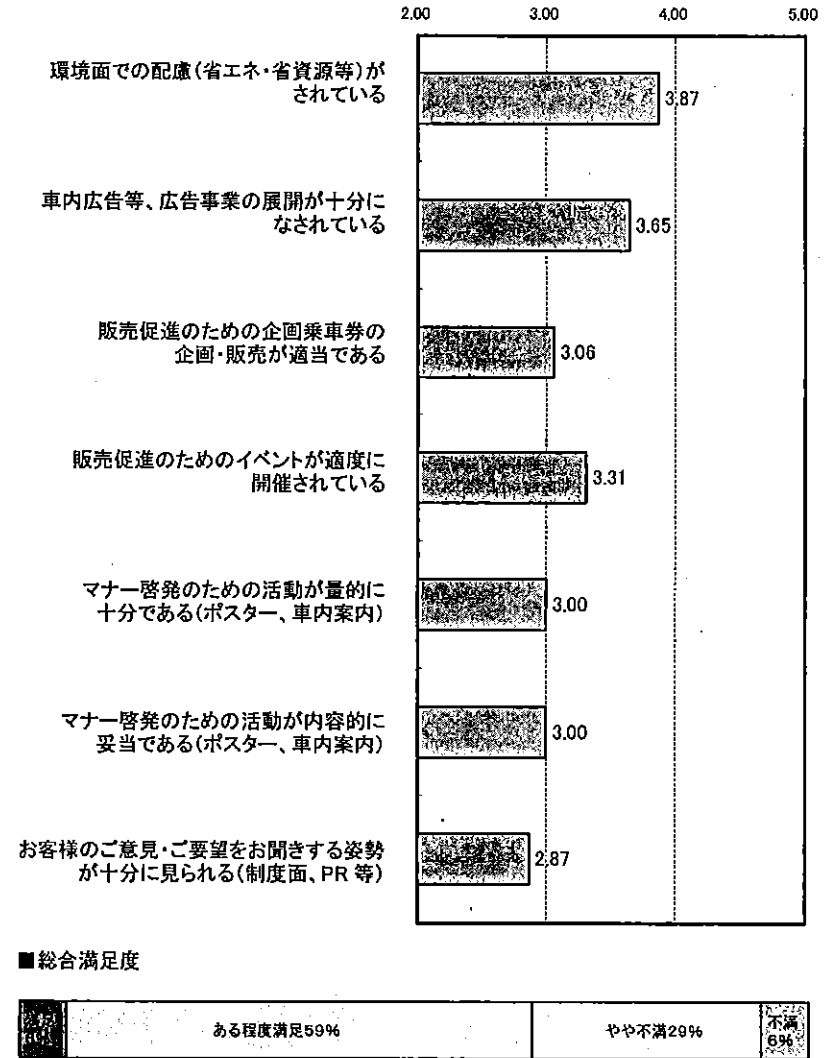 2.00 3.00 4.00 5.00
環境面での配慮(省エネ・省資源等)が
されている
3.87
車内広告等、広告事業の展開が十分に
なされている
3.65
販売促進のための企画乗車券の
企画・販売が適当である
3.06
販売促進のためのイベントが適度に
開催されている
3.31
マナー啓発のための活動が量的に
十分である(ポスター、車内案内)
3.00
マナー啓発のための活動が内容的に
妥当である(ポスター、車内案内)
3.00
お客様のご意見・ご要望をお聞きする姿勢
が十分に見られる(制度面、PR 等)
2.87
■総合満足度
ある程度満足59%
やや不満29%
不満
6%